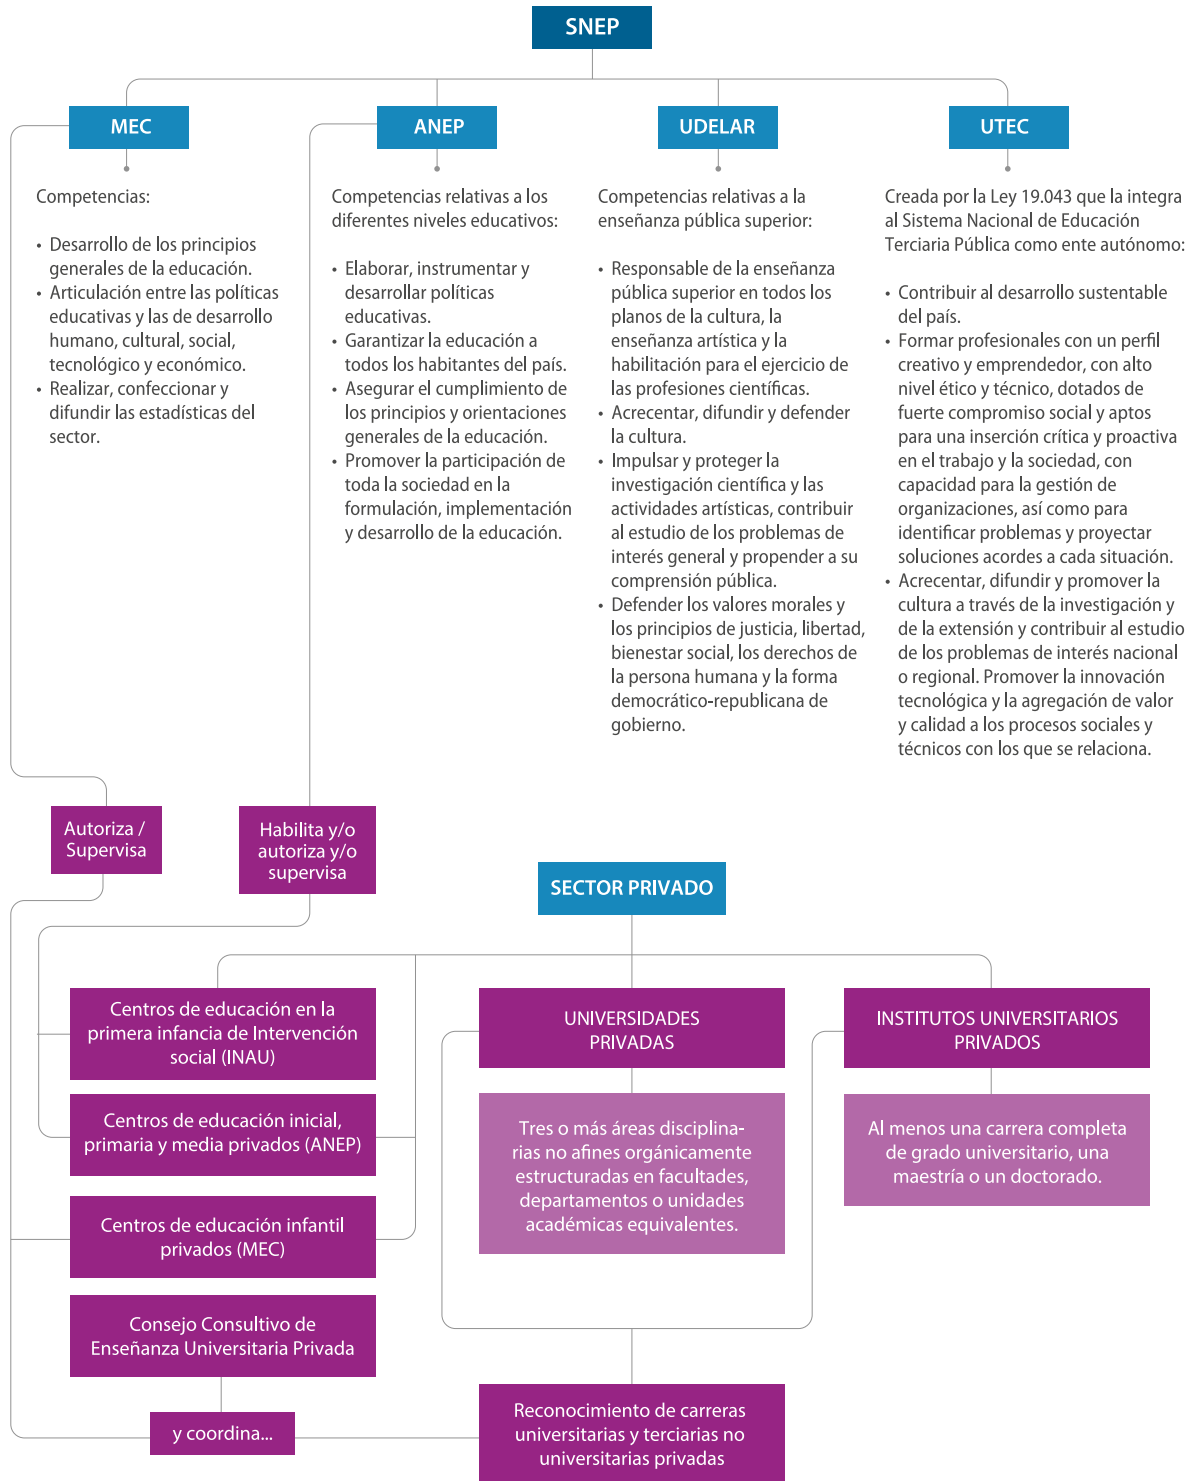 SNEP
MEC
ANEP
UDELAR
UTEC
Competencias:
• Desarrollo de los principios
generales de la educación.
• Articulación entre las políticas
educativas y las de desarrollo
humano, cultural, social,
tecnológico y económico.
• Realizar, confeccionar y
difundir las estadísticas del
sector.
Competencias relativas a los
diferentes niveles educativos:
• Elaborar, instrumentar y
desarrollar políticas
educativas.
• Garantizar la educación a
todos los habitantes del país.
• Asegurar el cumplimiento de
los principios y orientaciones
generales de la educación.
• Promover la participación de
toda la sociedad en la
formulación, implementación
y desarrollo de la educación.
Competencias relativas a la
enseñanza pública superior:
• Responsable de la enseñanza
pública superior en todos los
planos de la cultura, la
enseñanza artística y la
habilitación para el ejercicio de
las profesiones científicas.
• Acrecentar, difundir y defender
la cultura.
• Impulsar y proteger la
investigación científica y las
actividades artísticas, contribuir
al estudio de los problemas de
interés general y propender a su
comprensión pública.
• Defender los valores morales y
los principios de justicia, libertad,
bienestar social, los derechos de
la persona humana y la forma
democrático-republicana de
gobierno.
Creada por la Ley 19.043 que la integra
al Sistema Nacional de Educación
Terciaria Pública como ente autónomo:
• Contribuir al desarrollo sustentable
del país.
• Formar profesionales con un perfil
creativo y emprendedor, con alto
nivel ético y técnico, dotados de
fuerte compromiso social y aptos
para una inserción crítica y proactiva
en el trabajo y la sociedad, con
capacidad para la gestión de
organizaciones, así como para
identificar problemas y proyectar
soluciones acordes a cada situación.
• Acrecentar, difundir y promover la
cultura a través de la investigación y
de la extensión y contribuir al estudio
de los problemas de interés nacional
o regional. Promover la innovación
tecnológica y la agregación de valor
y calidad a los procesos sociales y
técnicos con los que se relaciona.
Autoriza /
Supervisa
Habilita y/o
autoriza y/o
supervisa
SECTOR PRIVADO
Centros de educación en la
primera infancia de Intervención
social (INAU)
Centros de educación inicial,
primaria y media privados (ANEP)
Centros de educación infantil
privados (MEC)
Consejo Consultivo de
Enseñanza Universitaria Privada
y coordina...
UNIVERSIDADES
PRIVADAS
Tres o más áreas disciplina-
rias no afines orgánicamente
estructuradas en facultades,
departamentos o unidades
académicas equivalentes.
INSTITUTOS UNIVERSITARIOS
PRIVADOS
Al menos una carrera completa
de grado universitario, una
maestría o un doctorado.
Reconocimiento de carreras
universitarias y terciarias no
universitarias privadas